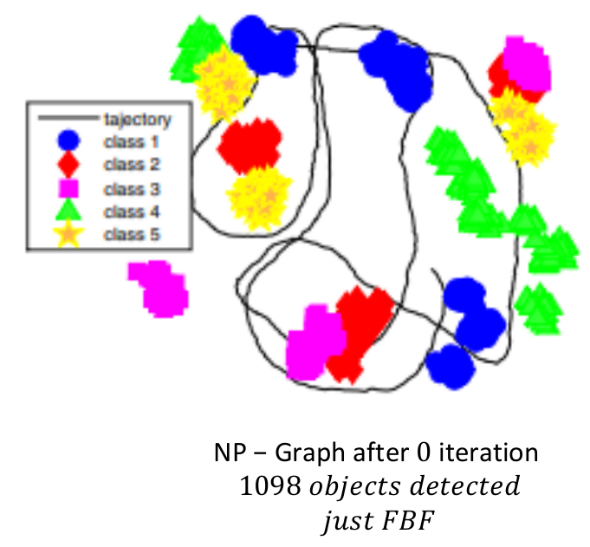 tajectory
class 1
class 2
class 3
class 4
class 5
NP − Graph after 0 iteration
1098 objects detected
just FBF